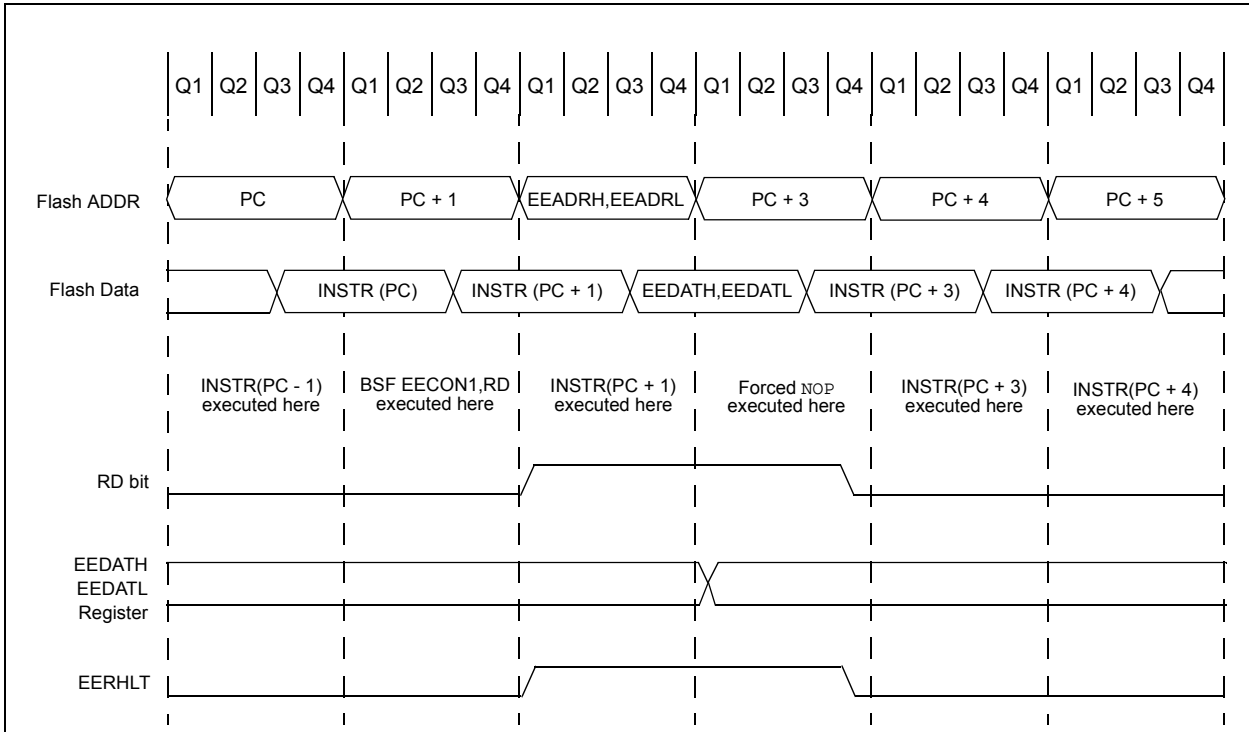 Q1 Q2 Q3 Q4 Q1 Q2 Q3 Q4 Q1 Q2 Q3 Q4 Q1 Q2 Q3 Q4 Q1 Q2 Q3 Q4 Q1 Q2 Q3 Q4
Flash ADDR PC PC + 1 EEADRH,EEADRL PC + 3 PC + 4 PC + 5
Flash Data INSTR (PC) INSTR (PC + 1) EEDATH,EEDATL INSTR (PC + 3) INSTR (PC + 4)
INSTR(PC - 1) BSF EECON1,RD INSTR(PC + 1) Forced NOP INSTR(PC + 3) INSTR(PC + 4)
executed here executed here executed here executed here executed here executed here
RD bit
EEDATH
EEDATL
Register
EERHLT